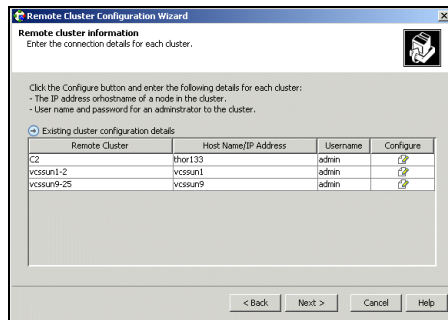 Remote Cluster Configuration Wizard
Remote cluster information
Enter the connection details for each cluster.
Click the Configure button and enter the following details for each cluster:
- The IP address orhostname of a node in the cluster.
- User name and password for an adminstrator to the cluster.
Existing cluster configuration details
Remote Cluster Host Name/IP Address Username Configure
C2 thor133 admin
vcssun1-2 vcssun1 admin
vcssun9-25 vcssun9 admin
< Back Next > Cancel Help